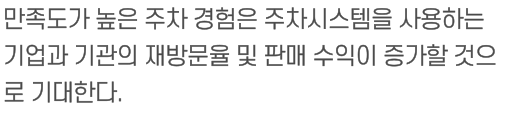 만족도가 높은 주차 경험은 주차시스템을 사용하는
기업과 기관의 재방문율 및 판매 수익이 증가할 것으
로 기대한다.